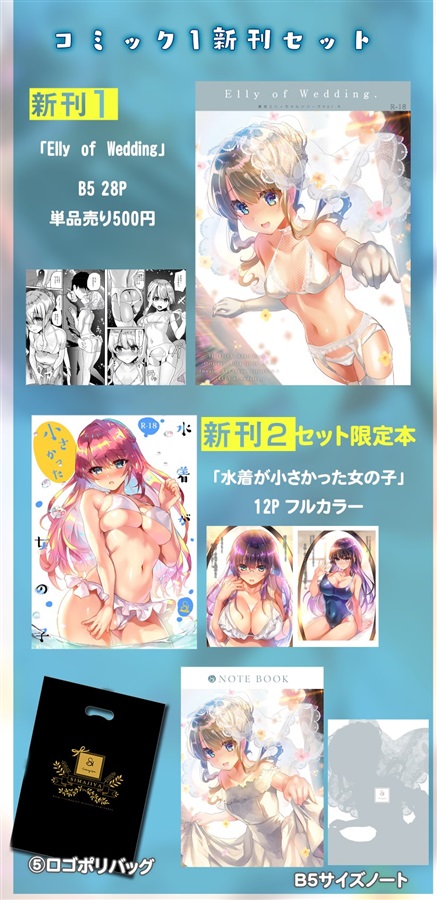 コミック1新刊セット
新刊1
「Elly of Wedding」
B5 28P
単品売り500円
Elly of Wedding.
R-18
新刊2セット限定本
「水着が小さかった女の子」
12P フルカラー
R-18
水着が
小さかった
女の子
NOTE BOOK
SIMAJIYA
⑤ロゴポリバッグ
B5サイズノート